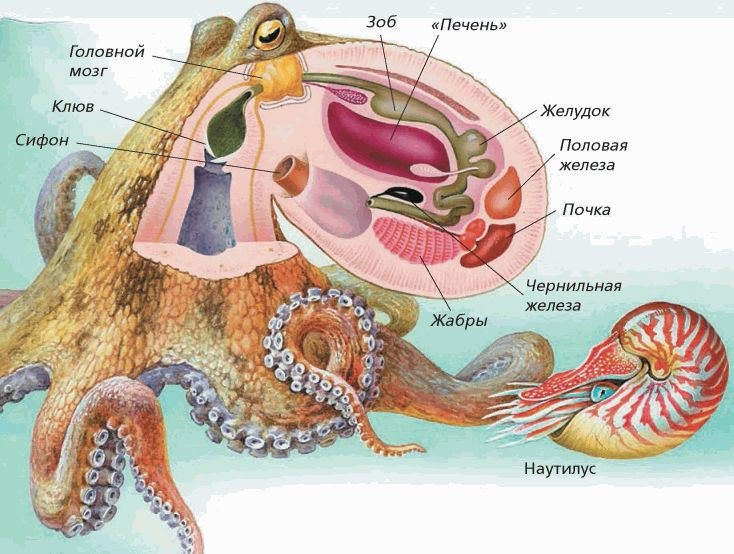 Зоб
«Печень»
Головной
мозг
Клюв
Сифон
Желудок
Половая
железа
Почка
Чернильная
железа
Жабры
Наутилус